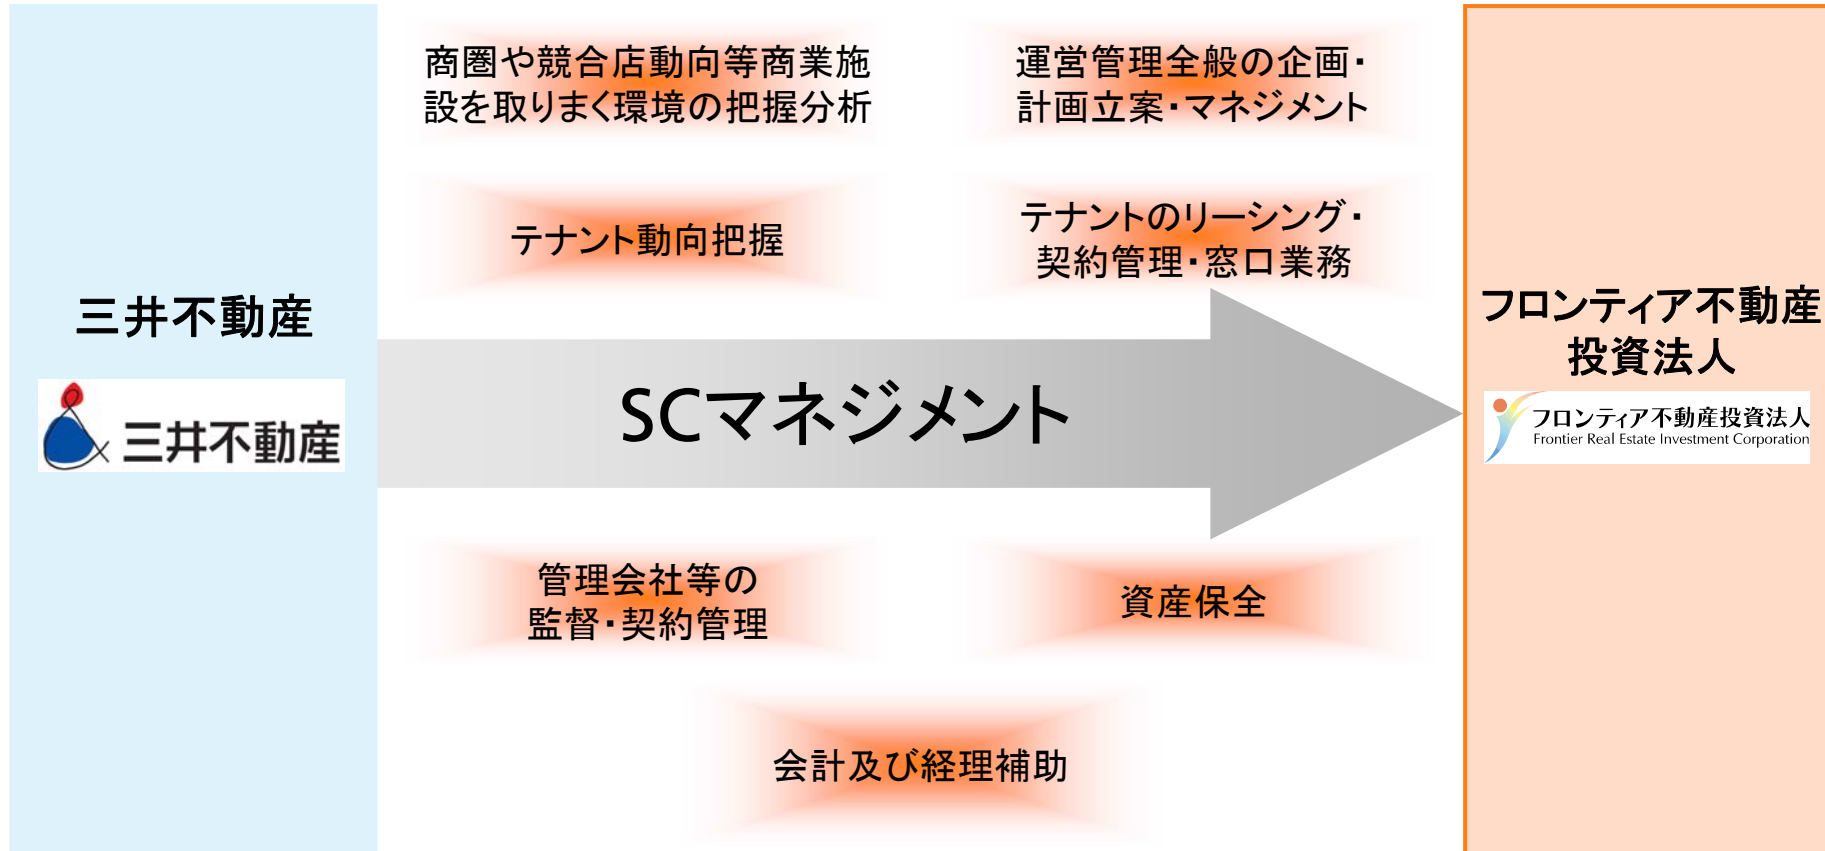 商圏や競合店動向等商業施
設を取りまく環境の把握分析
運営管理全般の企画・
計画立案・マネジメント
テナント動向把握
テナントのリーシング・
契約管理・窓口業務
三井不動産
三井不動産
SCマネジメント
フロンティア不動産
投資法人
フロンティア不動産投資法人
Frontier Real Estate Investment Corporation
管理会社等の
監督・契約管理
資産保全
会計及び経理補助